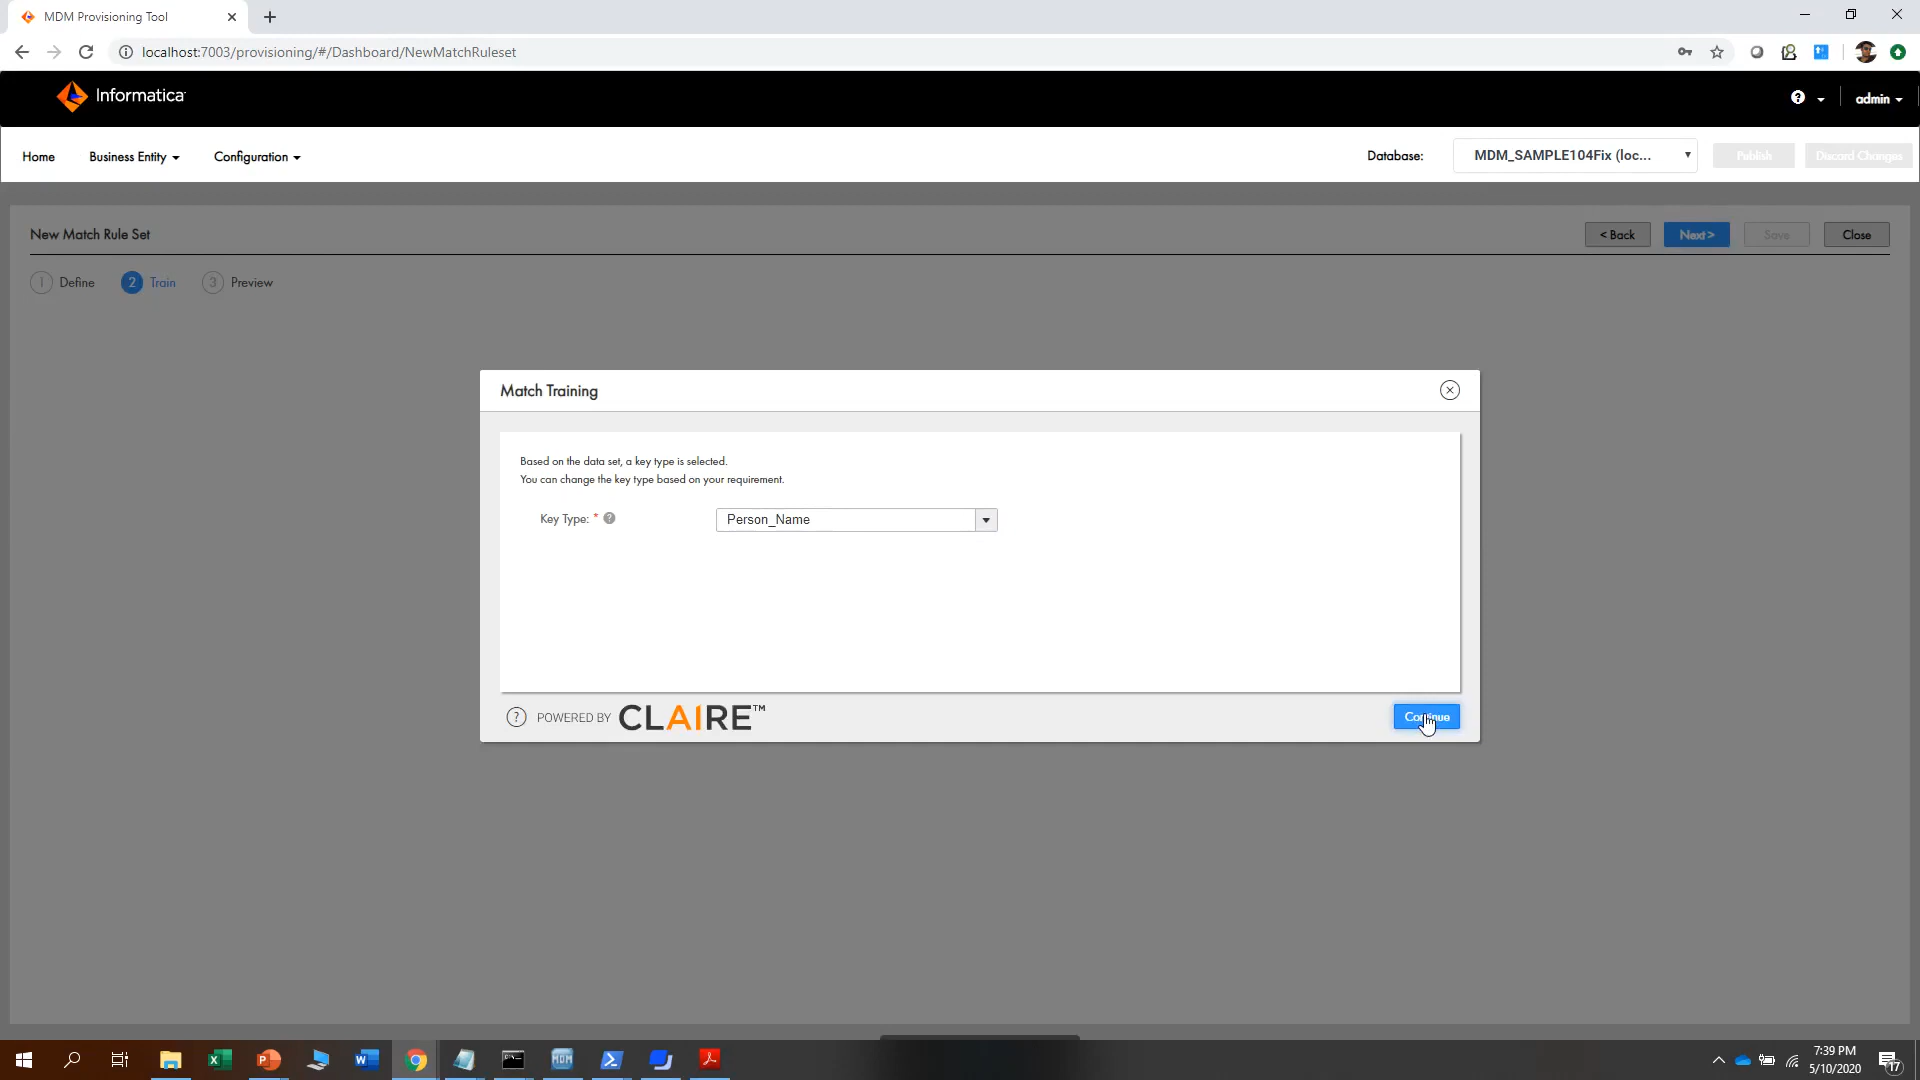 MDM Provisioning Tool
localhost:7003/provisioning/#/Dashboard/NewMatchRuleset
Informatica
admin
Home Business Entity Configuration Database: MDM_SAMPLE104Fix (loc... Publish Discard Changes
New Match Rule Set < Back Next > Save Close
1 Define 2 Train 3 Preview
Match Training
Based on the data set, a key type is selected.
You can change the key type based on your requirement.
Key Type: * ? Person_Name
? POWERED BY CLAIRE™ Continue
7:39 PM
5/10/2020
17